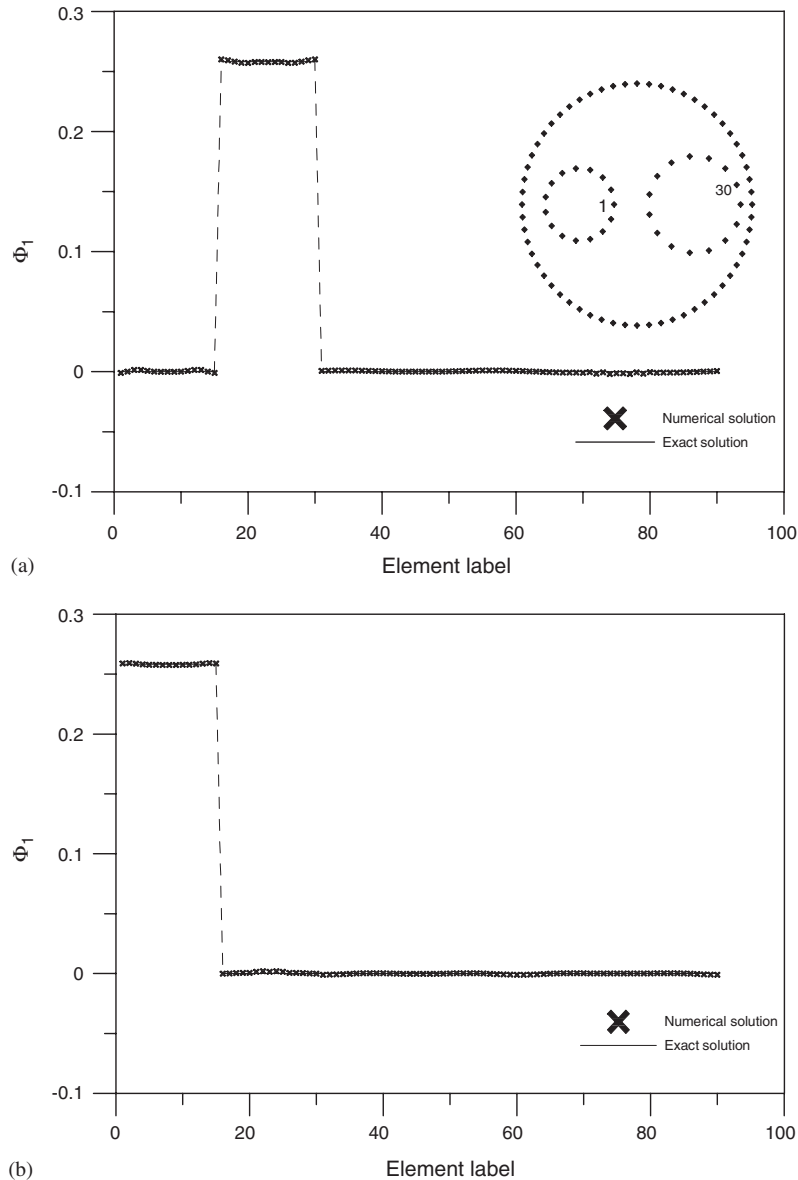 0.3
0.2
0.1
0
-0.1
Φ1
1
30
Numerical solution
Exact solution
0 20 40 60 80 100
(a)
Element label
0.3
0.2
0.1
0
-0.1
Φ1
Numerical solution
Exact solution
0 20 40 60 80 100
(b)
Element label